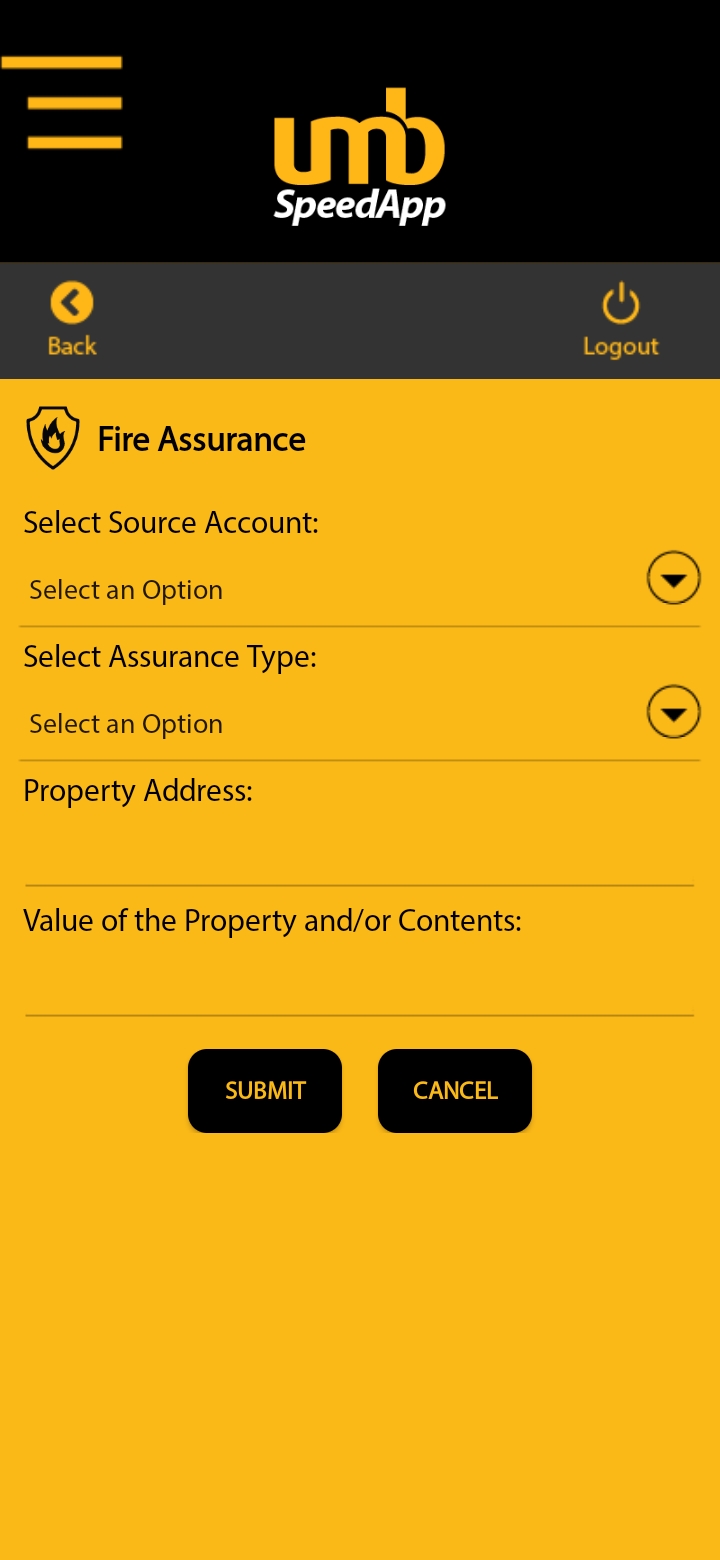 umb
SpeedApp
Back
Logout
Fire Assurance
Select Source Account:
Select an Option
Select Assurance Type:
Select an Option
Property Address:
Value of the Property and/or Contents:
SUBMIT
CANCEL